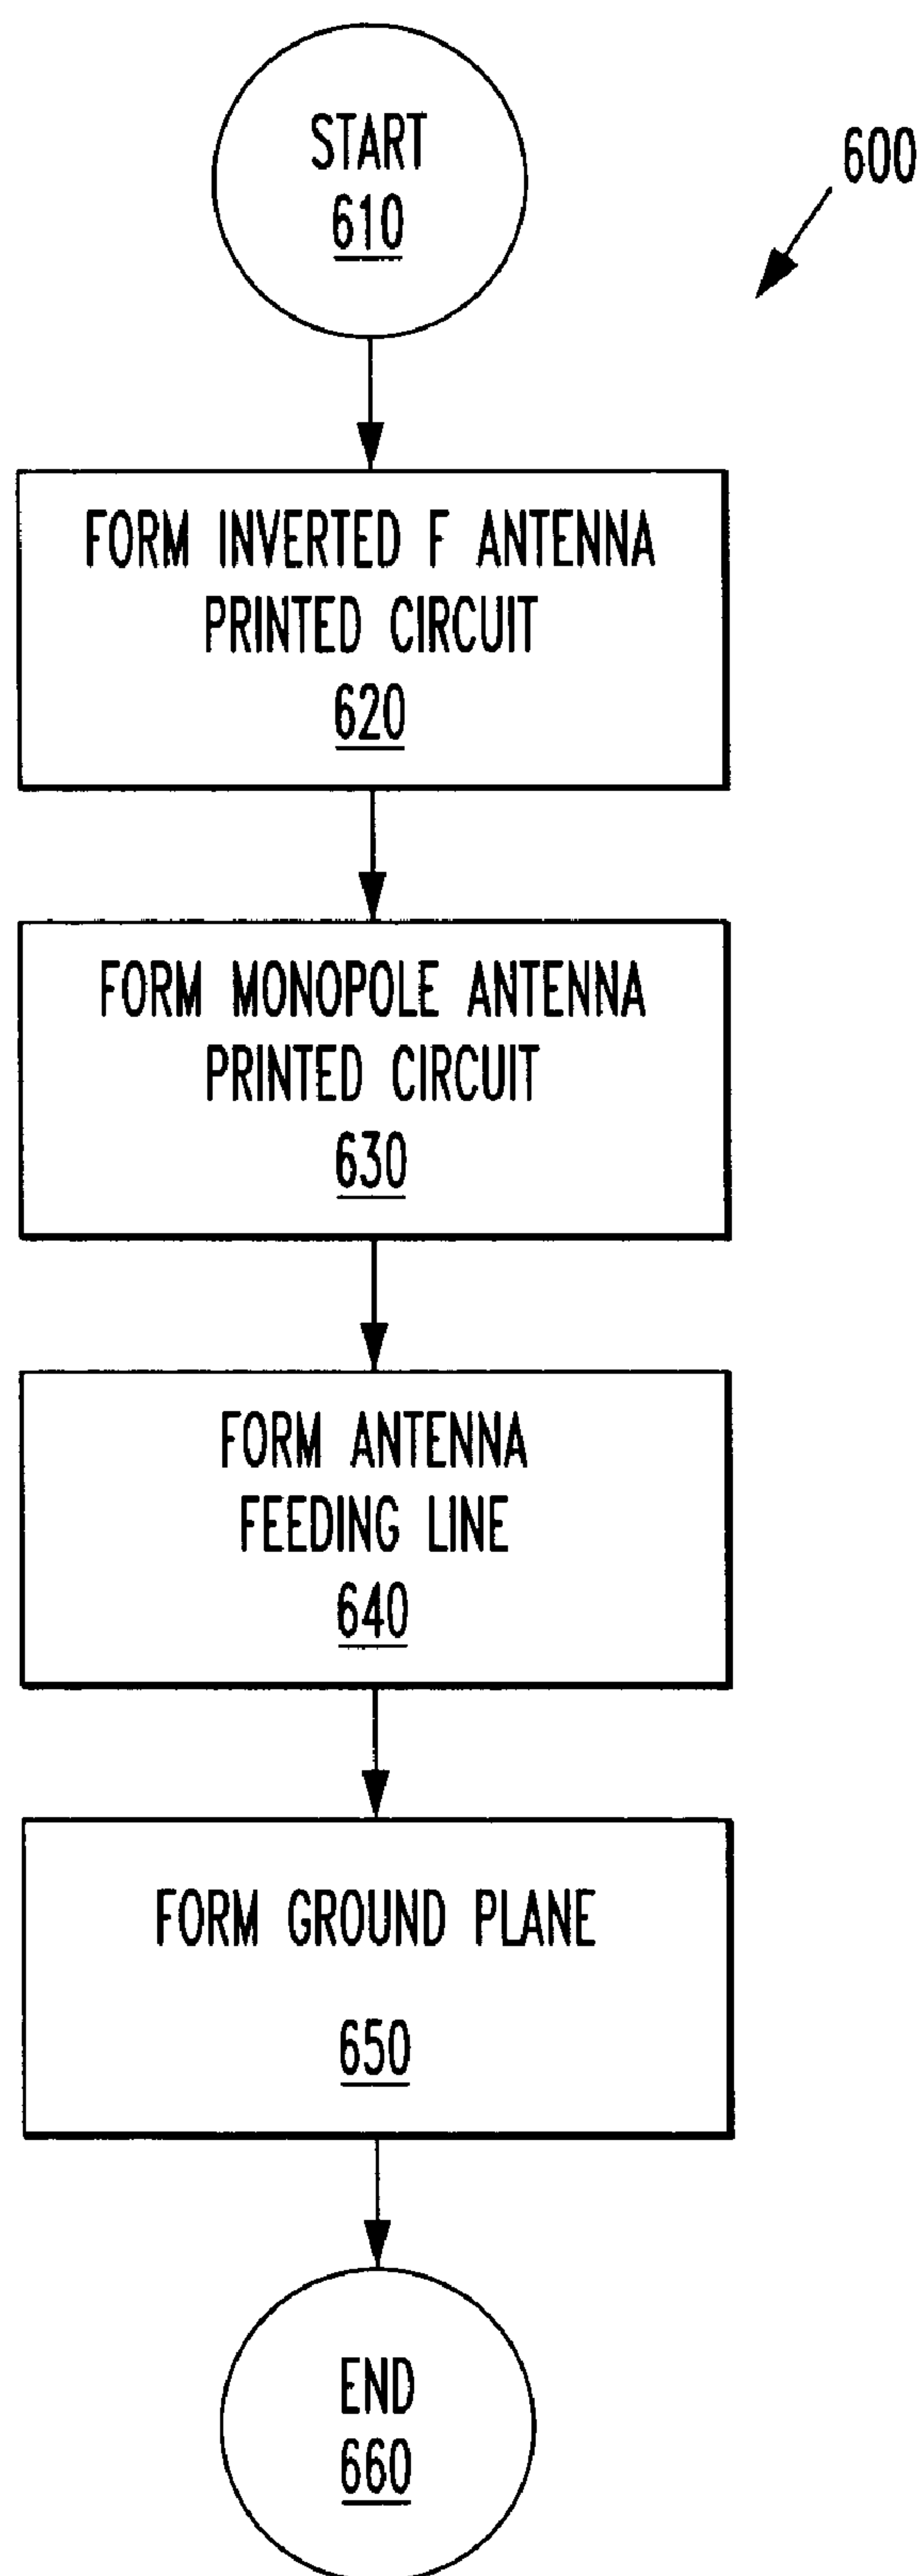 START
610
600
FORM INVERTED F ANTENNA
PRINTED CIRCUIT
620
FORM MONOPOLE ANTENNA
PRINTED CIRCUIT
630
FORM ANTENNA
FEEDING LINE
640
FORM GROUND PLANE
650
END
660